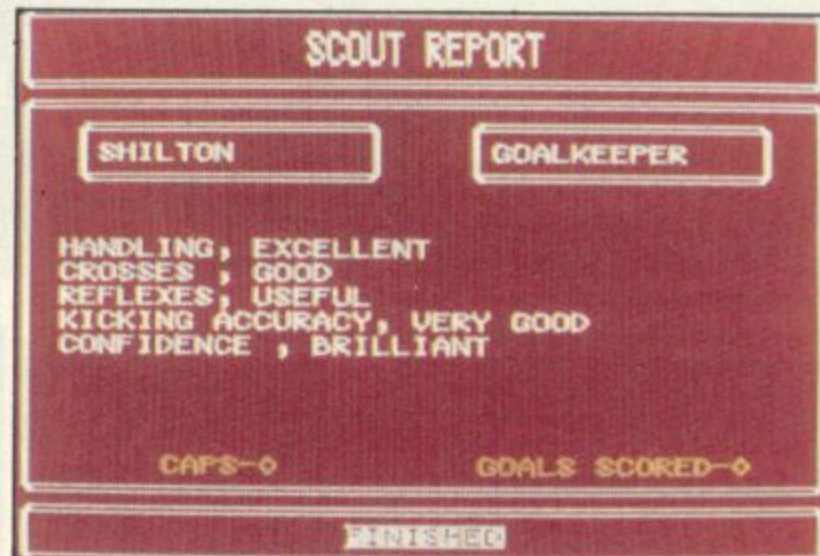 SCOUT REPORT
SHILTON
GOALKEEPER
HANDLING, EXCELLENT
CROSSES , GOOD
REFLEXES, USEFUL
KICKING ACCURACY, VERY GOOD
CONFIDENCE , BRILLIANT
CAPS-0
GOALS SCORED-0
FINISHED